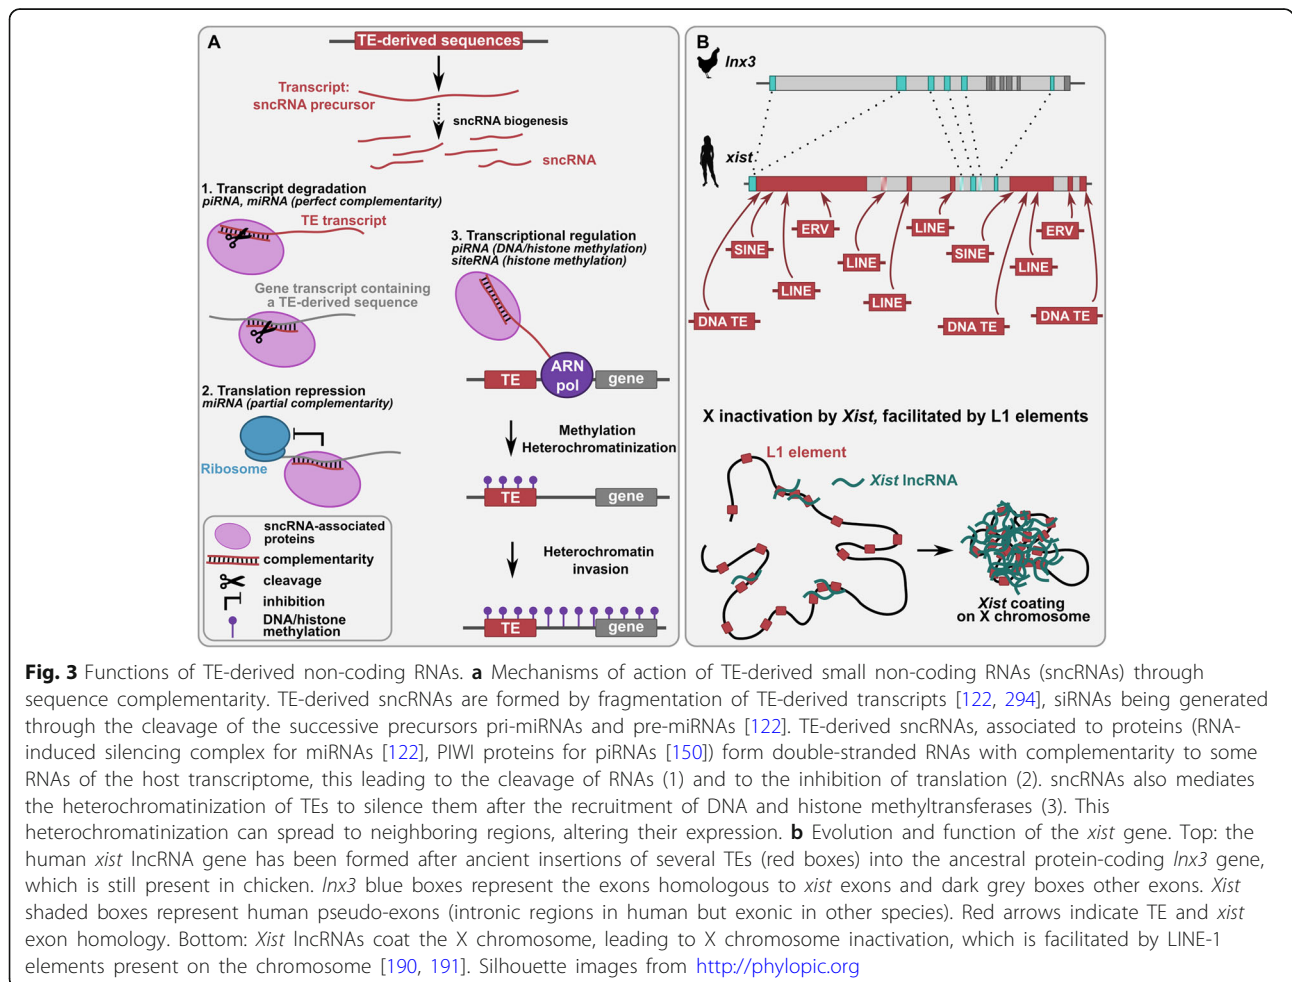 A
TE-derived sequences
Transcript:
sncRNA precursor
sncRNA biogenesis
sncRNA
1. Transcript degradation
piRNA, miRNA (perfect complementarity)
TE transcript
Gene transcript containing
a TE-derived sequence
2. Translation repression
miRNA (partial complementarity)
Ribosome
sncRNA-associated
proteins
complementarity
cleavage
inhibition
DNA/histone
methylation
3. Transcriptional regulation
piRNA (DNA/histone methylation)
siteRNA (histone methylation)
TE
ARN
pol
gene
Methylation
Heterochromatinization
TE
gene
Heterochromatin
invasion
TE
gene
B
lnx3
xist
SINE
ERV
LINE
LINE
LINE
LINE
SINE
LINE
ERV
DNA TE
DNA TE
DNA TE
X inactivation by Xist, facilitated by L1 elements
L1 element
Xist lncRNA
Xist coating
on X chromosome
Fig. 3 Functions of TE-derived non-coding RNAs. a Mechanisms of action of TE-derived small non-coding RNAs (sncRNAs) through
sequence complementarity. TE-derived sncRNAs are formed by fragmentation of TE-derived transcripts [122, 294], siRNAs being generated
through the cleavage of the successive precursors pri-miRNAs and pre-miRNAs [122]. TE-derived sncRNAs, associated to proteins (RNA-
induced silencing complex for miRNAs [122], PIWI proteins for piRNAs [150]) form double-stranded RNAs with complementarity to some
RNAs of the host transcriptome, this leading to the cleavage of RNAs (1) and to the inhibition of translation (2). sncRNAs also mediates
the heterochromatinization of TEs to silence them after the recruitment of DNA and histone methyltransferases (3). This
heterochromatinization can spread to neighboring regions, altering their expression. b Evolution and function of the xist gene. Top: the
human xist lncRNA gene has been formed after ancient insertions of several TEs (red boxes) into the ancestral protein-coding lnx3 gene,
which is still present in chicken. lnx3 blue boxes represent the exons homologous to xist exons and dark grey boxes other exons. Xist
shaded boxes represent human pseudo-exons (intronic regions in human but exonic in other species). Red arrows indicate TE and xist
exon homology. Bottom: Xist lncRNAs coat the X chromosome, leading to X chromosome inactivation, which is facilitated by LINE-1
elements present on the chromosome [190, 191]. Silhouette images from http://phylopic.org